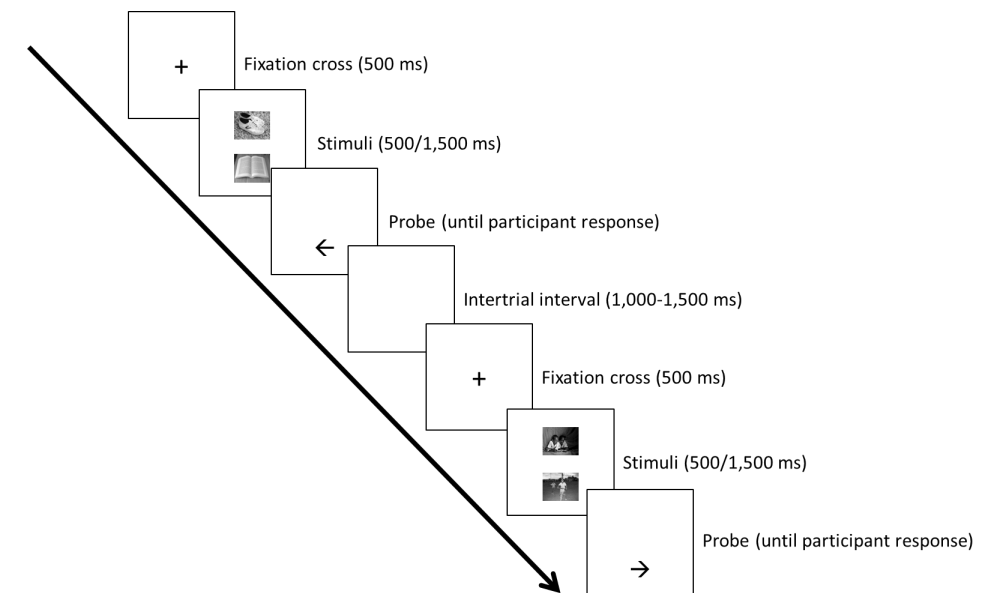 Fixation cross (500 ms)
Stimuli (500/1,500 ms)
Probe (until participant response)
Intertrial interval (1,000-1,500 ms)
Fixation cross (500 ms)
Stimuli (500/1,500 ms)
Probe (until participant response)